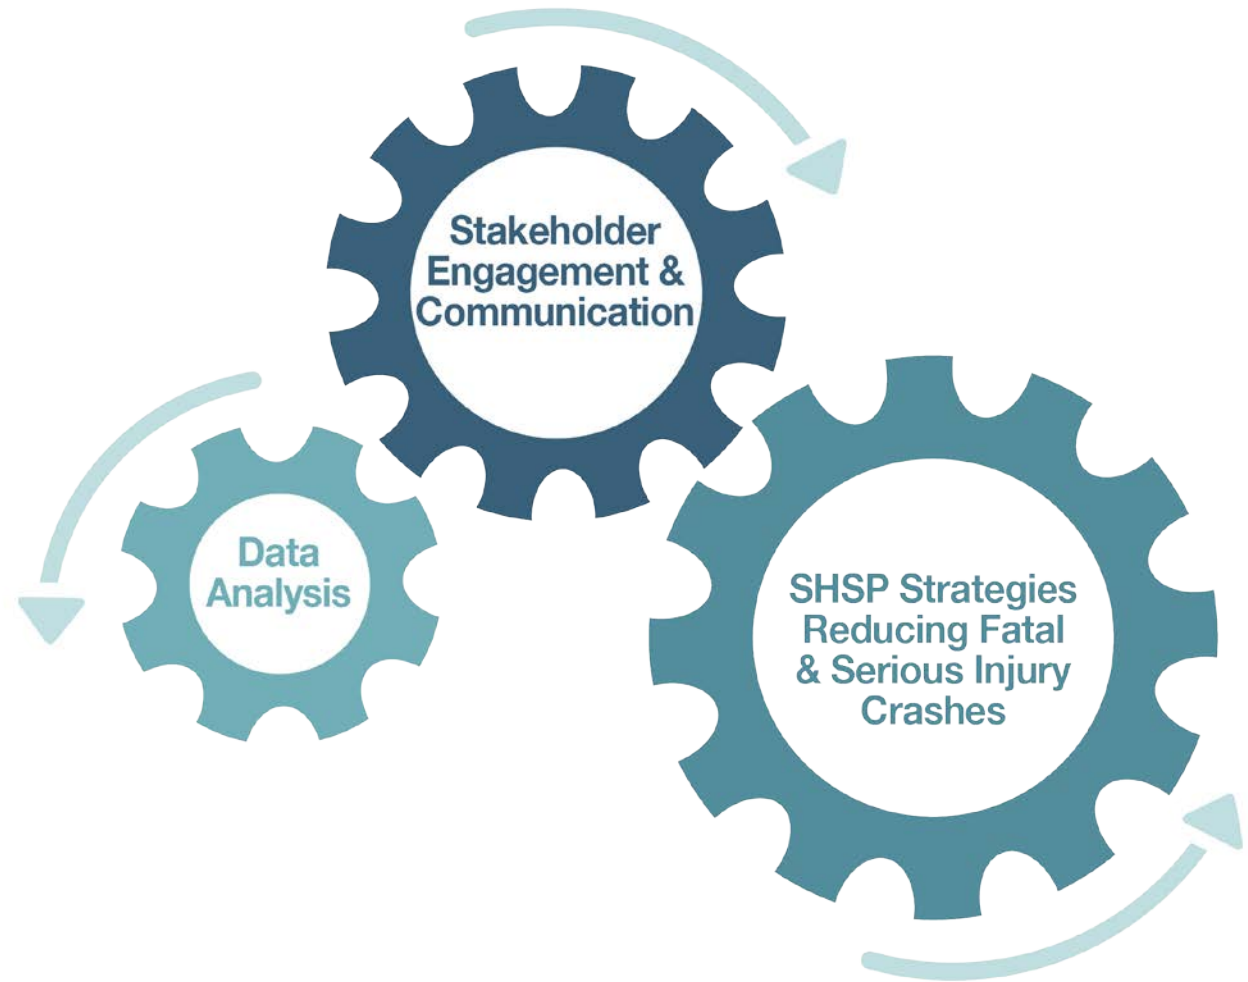 Stakeholder
Engagement &
Communication
Data
Analysis
SHSP Strategies
Reducing Fatal
& Serious Injury
Crashes